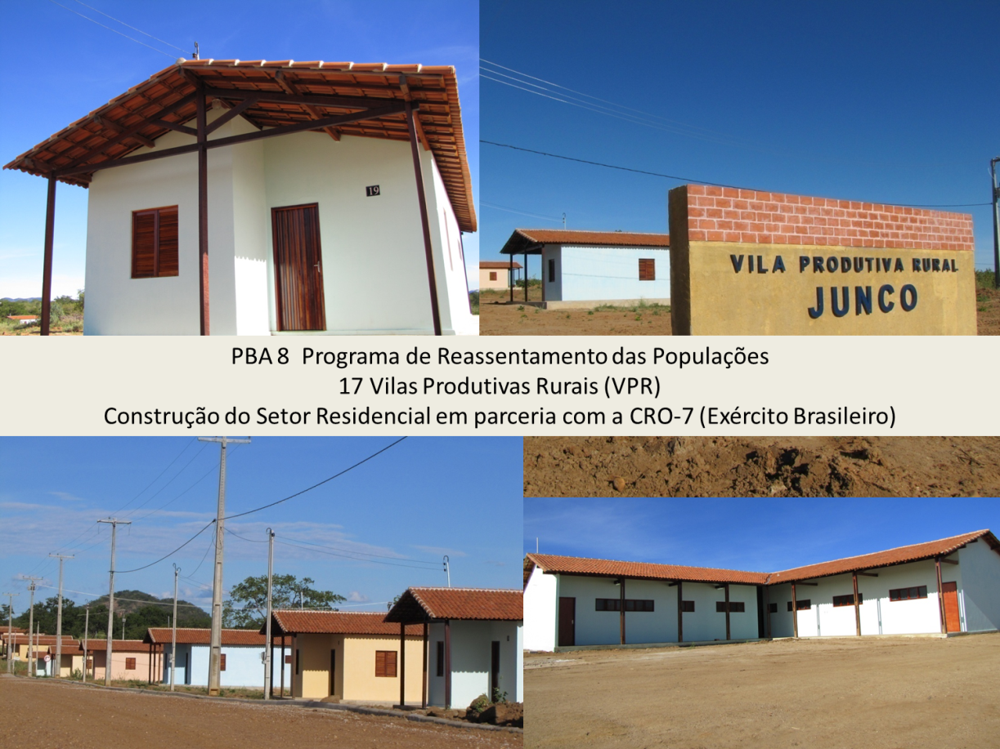 19
VILA PRODUTIVA RURAL
JUNCO
PBA 8 Programa de Reassentamento das Populações
17 Vilas Produtivas Rurais (VPR)
Construção do Setor Residencial em parceria com a CRO-7 (Exército Brasileiro)